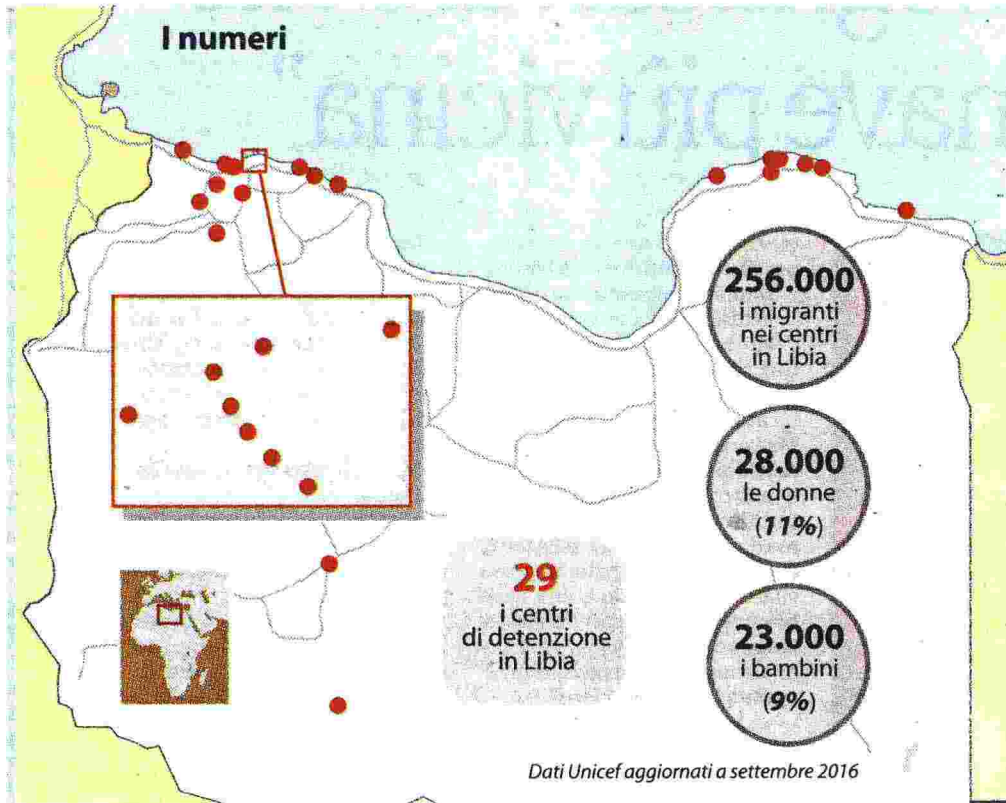 I numeri
256.000
i migranti
nei centri
in Libia
28.000
le donne
(11%)
29
i centri
di detenzione
in Libia
23.000
i bambini
(9%)
Dati Unicef aggiornati a settembre 2016